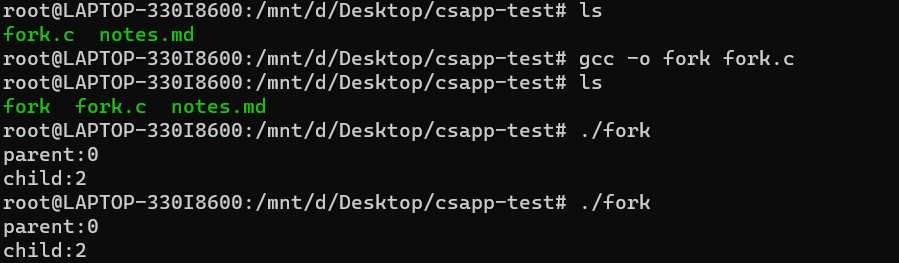 root@LAPTOP-330I8600:/mnt/d/Desktop/csapp-test# ls
fork.c  notes.md
root@LAPTOP-330I8600:/mnt/d/Desktop/csapp-test# gcc -o fork fork.c
root@LAPTOP-330I8600:/mnt/d/Desktop/csapp-test# ls
fork  fork.c  notes.md
root@LAPTOP-330I8600:/mnt/d/Desktop/csapp-test# ./fork
parent:0
child:2
root@LAPTOP-330I8600:/mnt/d/Desktop/csapp-test# ./fork
parent:0
child:2